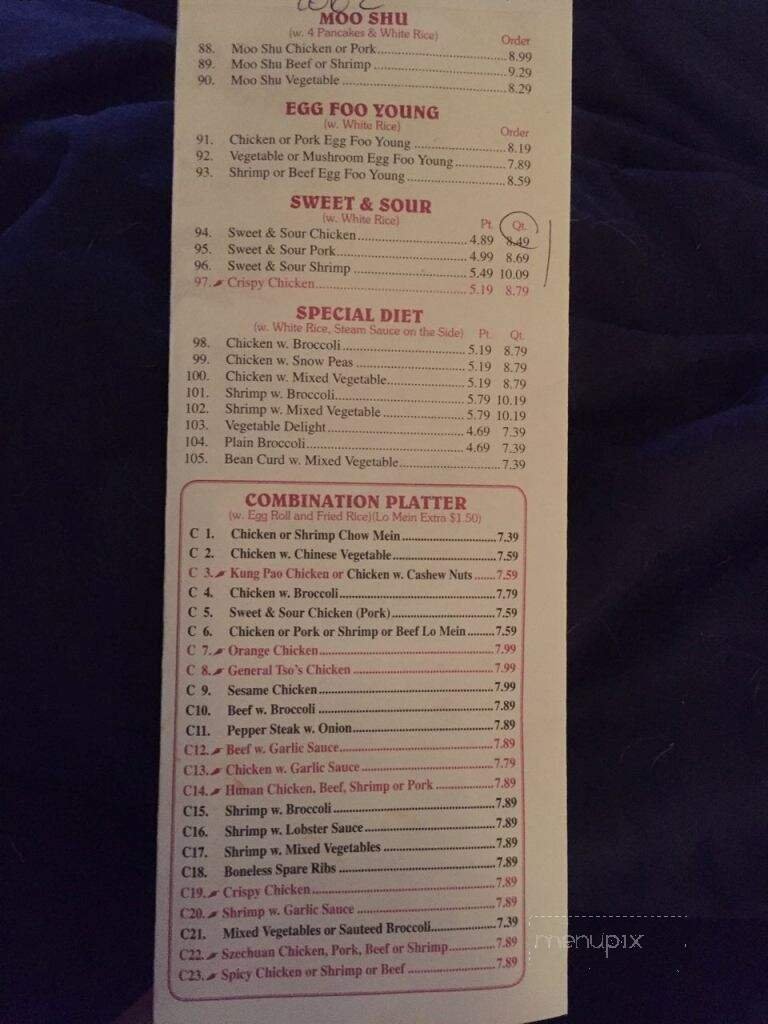 MOO SHU
(w. 4 Pancakes & White Rice) Order
88. Moo Shu Chicken or Pork 8.99
89. Moo Shu Beef or Shrimp 9.29
90. Moo Shu Vegetable 8.29
EGG FOO YOUNG
(w. White Rice) Order
91. Chicken or Pork Egg Foo Young 8.19
92. Vegetable or Mushroom Egg Foo Young 7.89
93. Shrimp or Beef Egg Foo Young 8.59
SWEET & SOUR
(w. White Rice) Pt. Qt.
94. Sweet & Sour Chicken 4.89 8.49
95. Sweet & Sour Pork 4.99 8.69
96. Sweet & Sour Shrimp 5.49 10.09
97. Crispy Chicken 5.19 8.79
SPECIAL DIET
(w. White Rice, Steam Sauce on the Side) Pt. Qt.
98. Chicken w. Broccoli 5.19 8.79
99. Chicken w. Snow Peas 5.19 8.79
100. Chicken w. Mixed Vegetable 5.19 8.79
101. Shrimp w. Broccoli 5.79 10.19
102. Shrimp w. Mixed Vegetable 5.79 10.19
103. Vegetable Delight 4.69 7.39
104. Plain Broccoli 4.69 7.39
105. Bean Curd w. Mixed Vegetable 7.39
COMBINATION PLATTER
(w. Egg Roll and Fried Rice)(Lo Mein Extra $1.50)
C 1. Chicken or Shrimp Chow Mein 7.39
C 2. Chicken w. Chinese Vegetable 7.59
C 3. Kung Pao Chicken or Chicken w. Cashew Nuts 7.59
C 4. Chicken w. Broccoli 7.79
C 5. Sweet & Sour Chicken (Pork) 7.59
C 6. Chicken or Pork or Shrimp or Beef Lo Mein 7.59
C 7. Orange Chicken 7.99
C 8. General Tso's Chicken 7.99
C 9. Sesame Chicken 7.99
C10. Beef w. Broccoli 7.89
C11. Pepper Steak w. Onion 7.89
C12. Beef w. Garlic Sauce 7.89
C13. Chicken w. Garlic Sauce 7.79
C14. Hunan Chicken, Beef, Shrimp or Pork 7.89
C15. Shrimp w. Broccoli 7.89
C16. Shrimp w. Lobster Sauce 7.89
C17. Shrimp w. Mixed Vegetables 7.89
C18. Boneless Spare Ribs 7.89
C19. Crispy Chicken 7.89
C20. Shrimp w. Garlic Sauce 7.89
C21. Mixed Vegetables or Sauteed Broccoli 7.39
C22. Szechuan Chicken, Pork, Beef or Shrimp 7.89
C23. Spicy Chicken or Shrimp or Beef 7.89
menupix